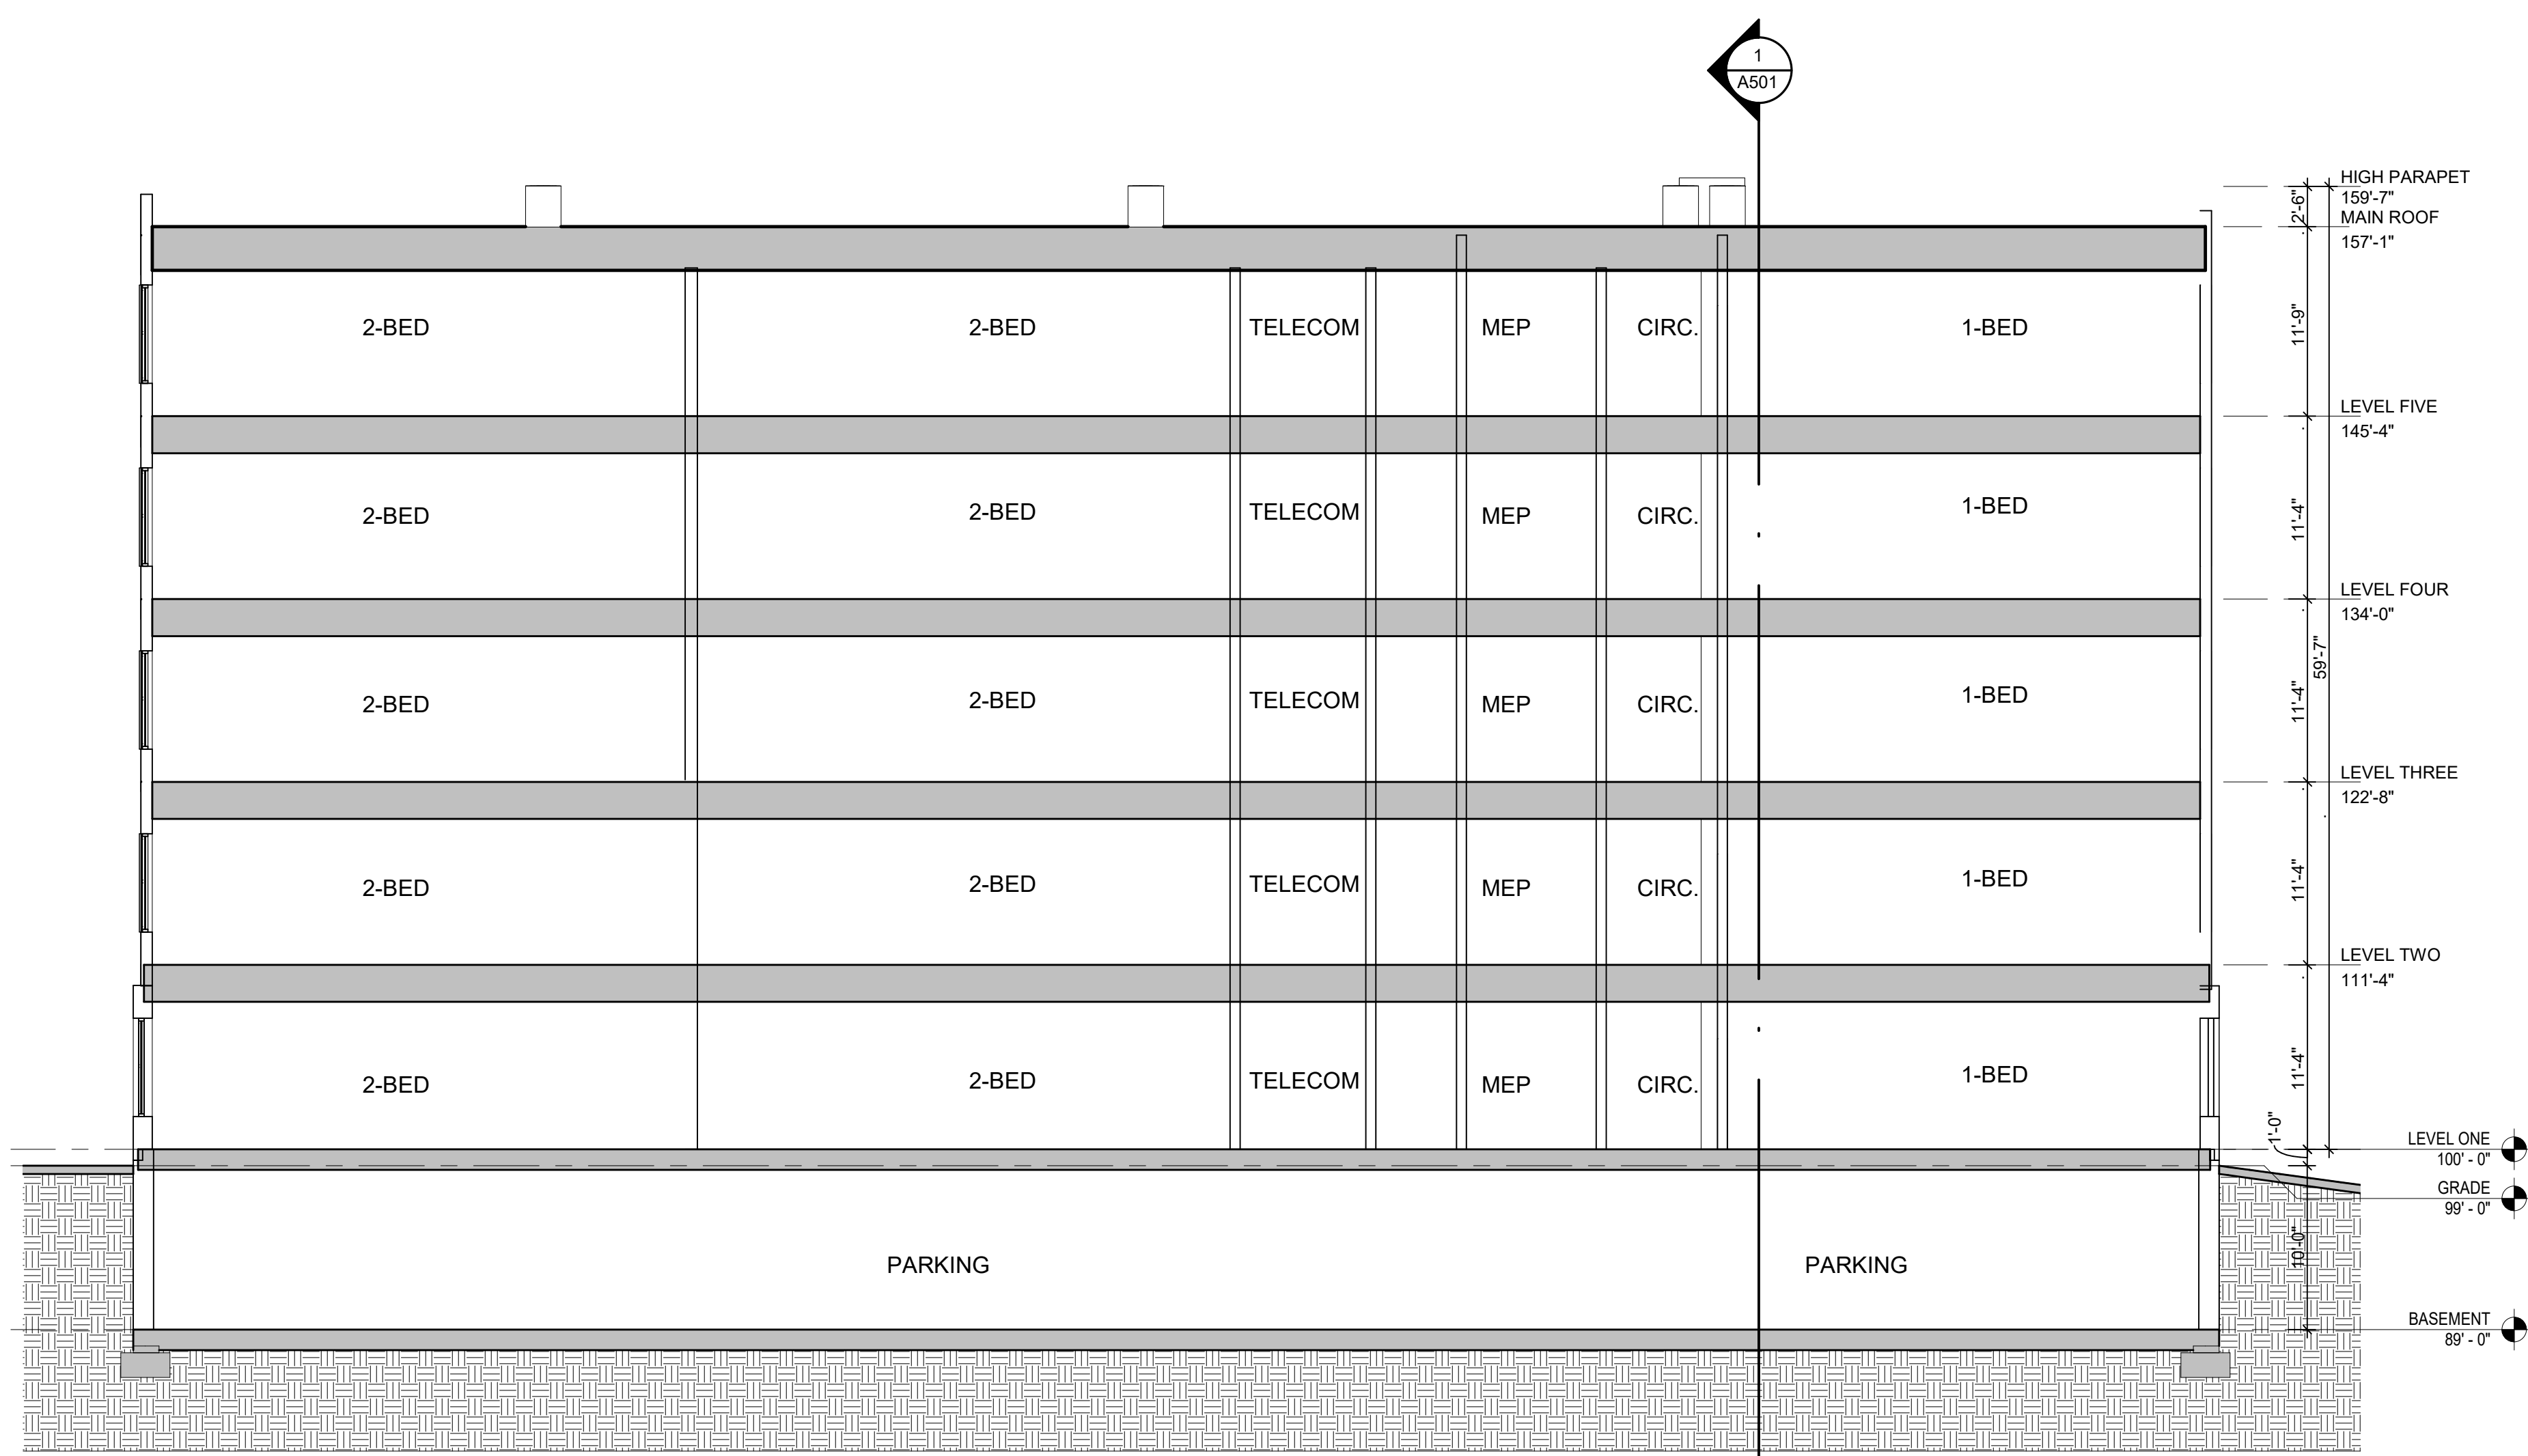 1
A501
HIGH PARAPET
159'-7"
2'-6"
MAIN ROOF
157'-1"
2-BED
2-BED
TELECOM
MEP
CIRC.
1-BED
11'-9"
LEVEL FIVE
145'-4"
2-BED
2-BED
TELECOM
MEP
CIRC.
1-BED
11'-4"
LEVEL FOUR
134'-0"
59'-7"
2-BED
2-BED
TELECOM
MEP
CIRC.
1-BED
11'-4"
LEVEL THREE
122'-8"
2-BED
2-BED
TELECOM
MEP
CIRC.
1-BED
11'-4"
LEVEL TWO
111'-4"
2-BED
2-BED
TELECOM
MEP
CIRC.
1-BED
11'-4"
1'-0"
LEVEL ONE
100' - 0"
GRADE
99' - 0"
PARKING
PARKING
10'-0"
BASEMENT
89' - 0"